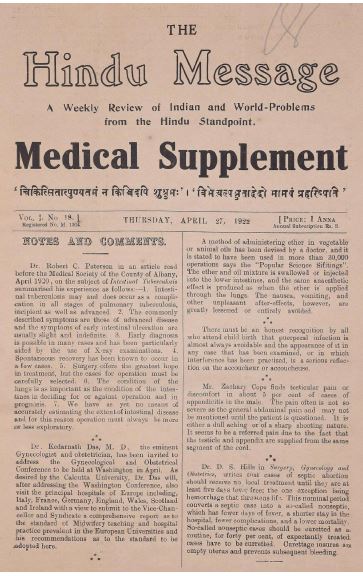 THE
Hindu Message
A Weekly Review of Indian and World-Problems
from the Hindu Standpoint.
Medical Supplement
VOL. I. No 18.
THURSDAY, APRIL 27, 1922
[PRICE: 1 ANNA
Registered No. M.
Annual Subscription Rs. 3.
NOTES AND COMMENTS.
Dr. Robert C. Paterson in an article read
before the Medical Society of the County of Albany,
April 1920, on the subject of Intestinal Tuberculosis
summarises his experience as follows:—1. Intesti-
nal tuberculosis may and does occur as a compli-
cation in all stages of pulmonary tuberculosis,
incipient as well as advanced. 2. The commonly
described symptoms are those of advanced disease
and the symptoms of early intestinal ulceration are
usually slight and indefinite. 3. Early diagnosis
is possible in many cases and has been particularly
aided by the use of X-ray examinations. 4.
Spontaneous recovery has been known to occur in
a few cases. 5. Surgery offers the greatest hope
in treatment, but the cases for operation must be
carefully selected. 6. The condition of the
lungs is as important as the condition of the intes-
tines in deciding for or against operation and in
prognosis. 7. We have as yet no means of
accurately estimating the extent of intestinal disease
and for this reason operation must always be more
or less exploratory.
Dr. Kedarnath Das, M. D., the eminent
Gynecologist and obstetrician, has been invited to
address the Gynecological and Obstetrical
Conference to be held at Washington in April. As
desired by the Calcutta University, Dr. Das will,
after addressing the Washington Conference, also
visit the principal hospitals of Europe including,
Italy, France, Germany, England, Wales, Scotland
and Ireland with a view to submit to the Vice-Chan-
cellor and Syndicate a comprehensive report as to
the standard of Midwifery teaching and hospital
practice prevalent in the European Universities and
his recommendations as to the standard to be
adopted here.
A method of administering ether in vegetable
or animal oils has been devised by a doctor, and it
is stated to have been used in more than 30,000
operations says the "Popular Science Siftings".
The ether and oil mixture is swallowed or injected
into the lower intestines, and the same anaesthetic
effect is produced as when the ether is applied
through the lungs. The nausea, vomiting, and
other unpleasant after-effects, however, are
greatly lessened or entirely avoided.
There must be an honest recognition by all
who attend child birth that puerperal infection is
almost always avoidable and the appearance of it in
any case that has been examined, or in which
interference has been practised, is a serious reflec-
tion on the accoucheur or accoucheuse.
Mr. Zachary Cope finds testicular pain or
discomfort in about 5 per cent of cases of
appendicitis in the male. The pain often is not so
severe as the general abdominal pain and may not
be mentioned until the patient is questioned. It is
either a dull aching or of a sharp shooting nature.
It seems to be a referred pain due to the fact that
the testicle and appendix are supplied from the same
segment of the cord.
Dr. D. S. Hills in Surgery, Gynecology and
Obstetrics, writes that cases of septic abortion
should receive no local treatment until they are at
least five days fever free; the one exception being
hemorrhage that threatens life. This normal period
converts a septic case into a so-called nonseptic,
which has fewer days of fever, a shorter stay in the
hospital, fewer complications, and a lower mortality.
So-called nonseptic cases should be curetted as a
routine, for fifty per cent. of expectantly treated
cases have to be curetted. Curettage insures an
empty uterus and prevents subsequent bleeding.